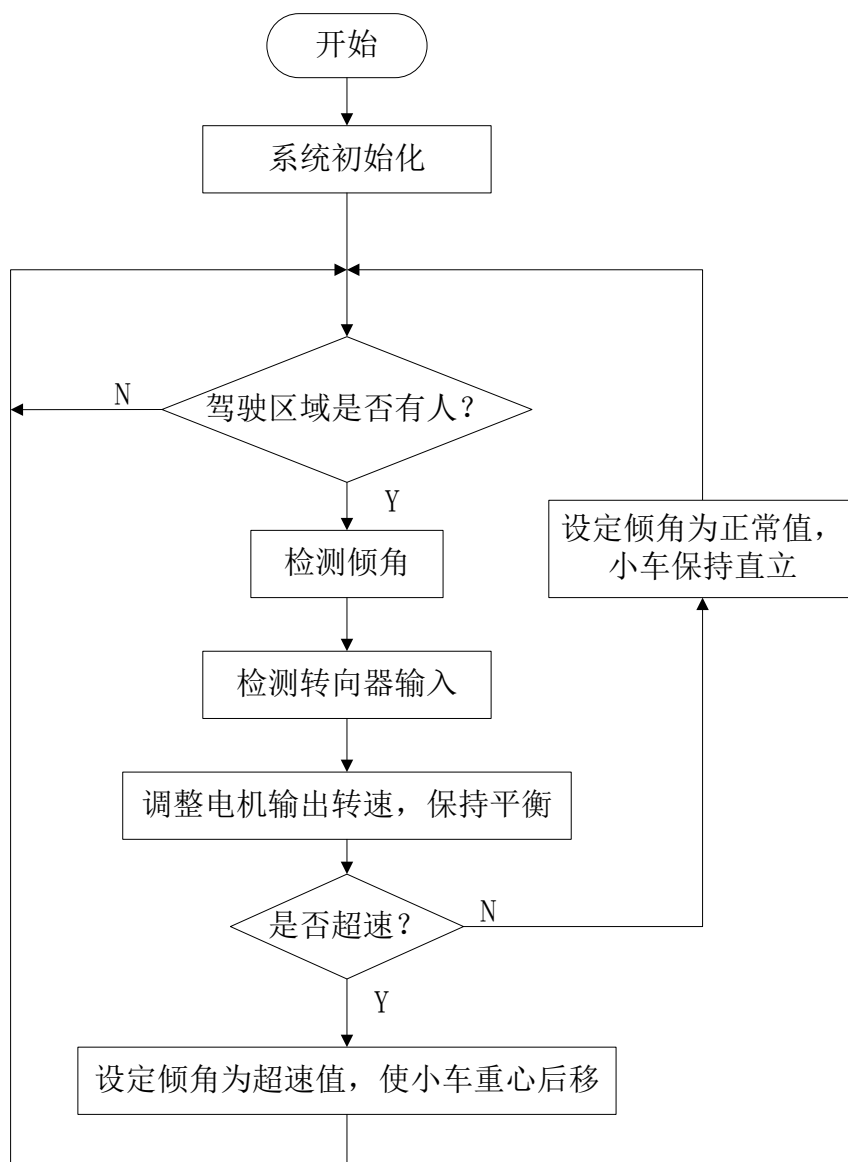 开始
系统初始化
N
驾驶区域是否有人？
Y
设定倾角为正常值，
小车保持直立
检测倾角
检测转向器输入
调整电机输出转速，保持平衡
N
是否超速？
Y
设定倾角为超速值，使小车重心后移